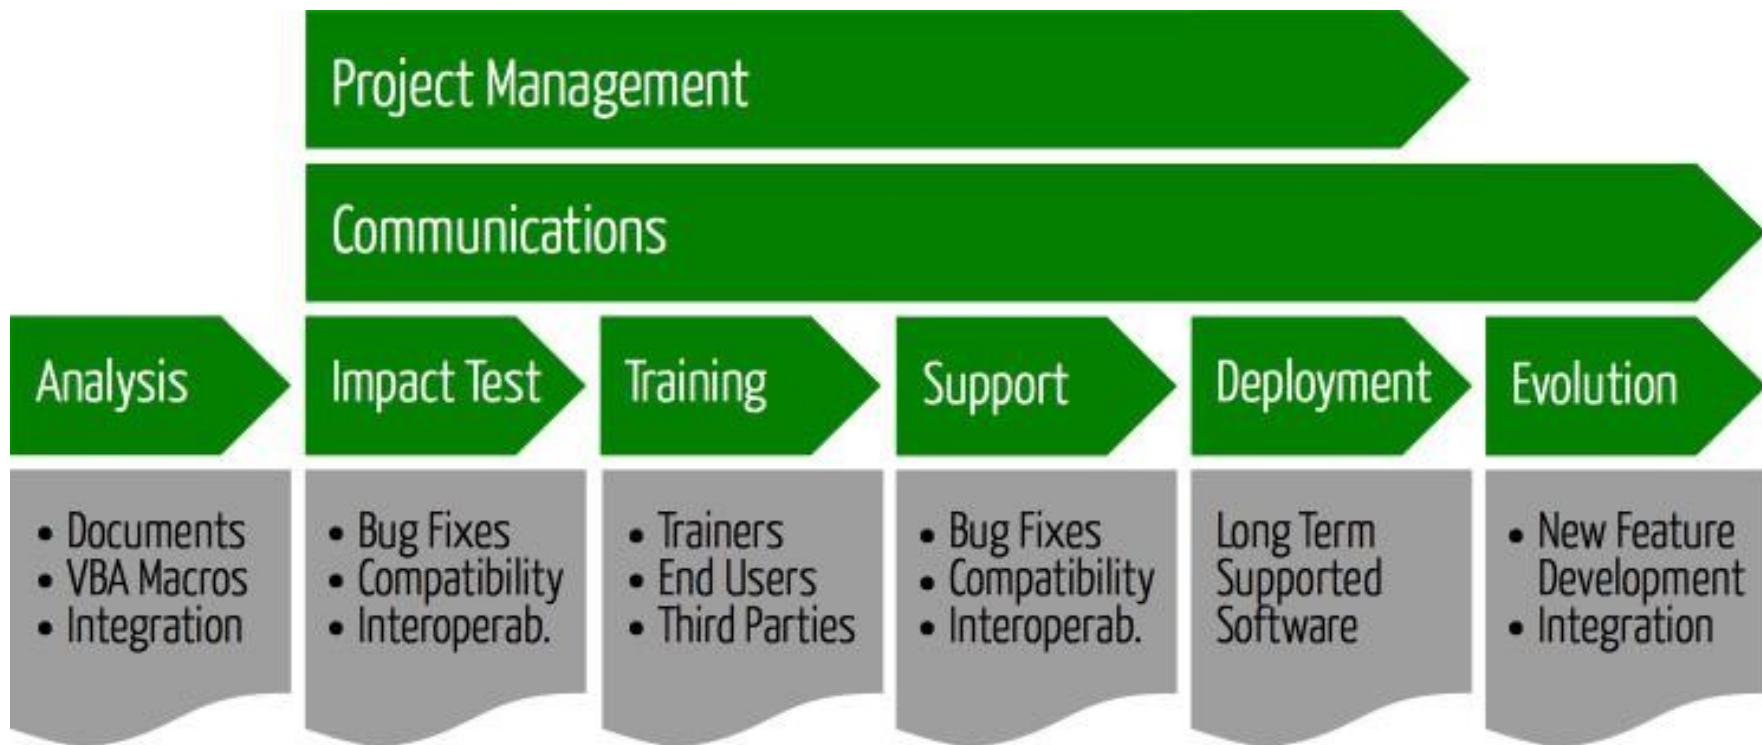 Project Management
Communications
Analysis
Impact Test
Training
Support
Deployment
Evolution
• Documents
• VBA Macros
• Integration
• Bug Fixes
• Compatibility
• Interoperab.
• Trainers
• End Users
• Third Parties
• Bug Fixes
• Compatibility
• Interoperab.
Long Term
Supported
Software
• New Feature
Development
• Integration